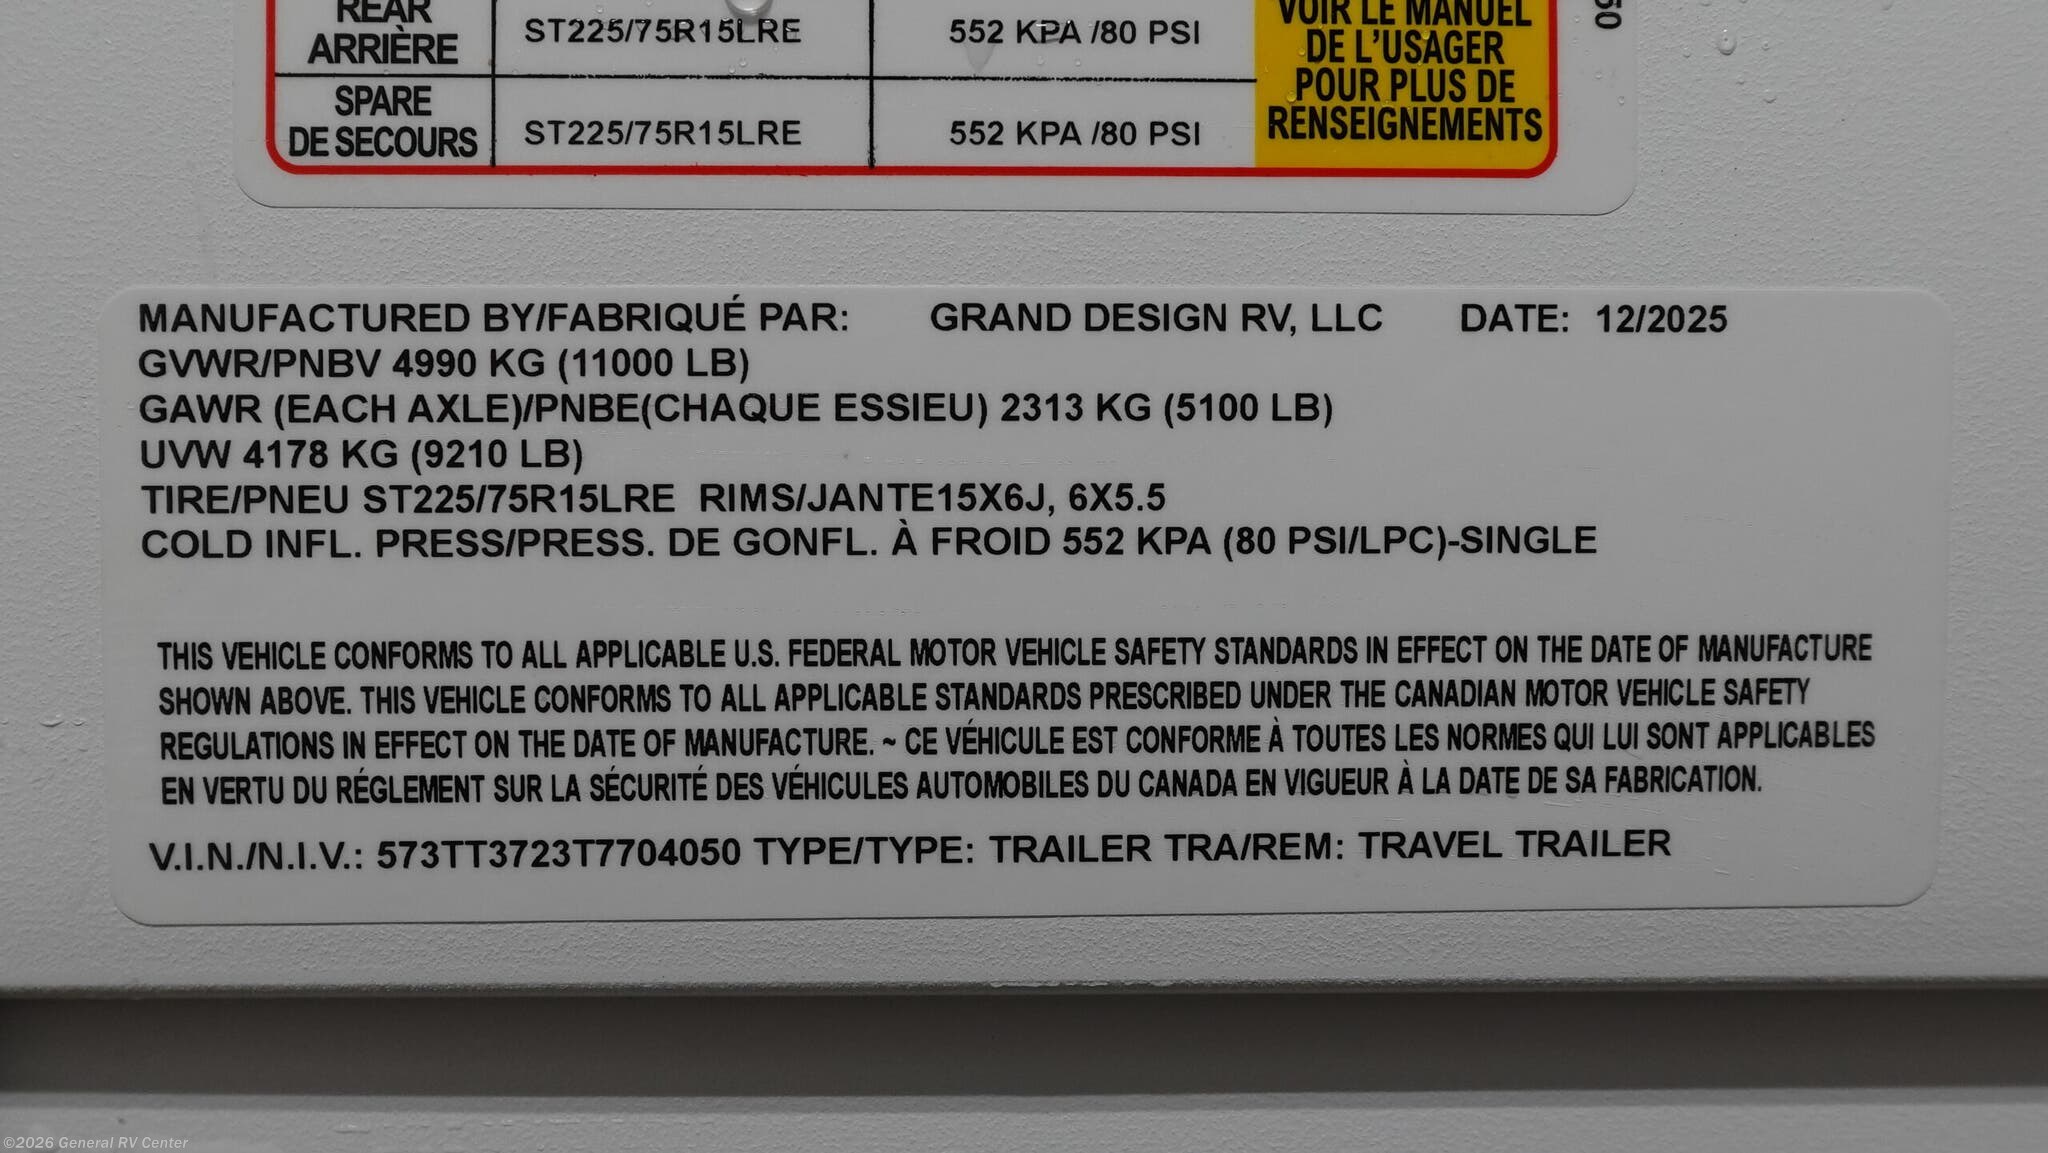 REAR
ARRIÈRE
ST225/75R15LRE
552 KPA /80 PSI
SPARE
DE SECOURS
ST225/75R15LRE
552 KPA /80 PSI
VOIR LE MANUEL
DE L'USAGER
POUR PLUS DE
RENSEIGNEMENTS
50
MANUFACTURED BY/FABRIQUÉ PAR: GRAND DESIGN RV, LLC DATE: 12/2025
GVWR/PNBV 4990 KG (11000 LB)
GAWR (EACH AXLE)/PNBE(CHAQUE ESSIEU) 2313 KG (5100 LB)
UVW 4178 KG (9210 LB)
TIRE/PNEU ST225/75R15LRE RIMS/JANTE15X6J, 6X5.5
COLD INFL. PRESS/PRESS. DE GONFL. À FROID 552 KPA (80 PSI/LPC)-SINGLE
THIS VEHICLE CONFORMS TO ALL APPLICABLE U.S. FEDERAL MOTOR VEHICLE SAFETY STANDARDS IN EFFECT ON THE DATE OF MANUFACTURE
SHOWN ABOVE. THIS VEHICLE CONFORMS TO ALL APPLICABLE STANDARDS PRESCRIBED UNDER THE CANADIAN MOTOR VEHICLE SAFETY
REGULATIONS IN EFFECT ON THE DATE OF MANUFACTURE. ~ CE VÉHICULE EST CONFORME À TOUTES LES NORMES QUI LUI SONT APPLICABLES
EN VERTU DU RÉGLEMENT SUR LA SÉCURITÉ DES VÉHICULES AUTOMOBILES DU CANADA EN VIGUEUR À LA DATE DE SA FABRICATION.
V.I.N./N.I.V.: 573TT3723T7704050 TYPE/TYPE: TRAILER TRA/REM: TRAVEL TRAILER
©2026 General RV Center